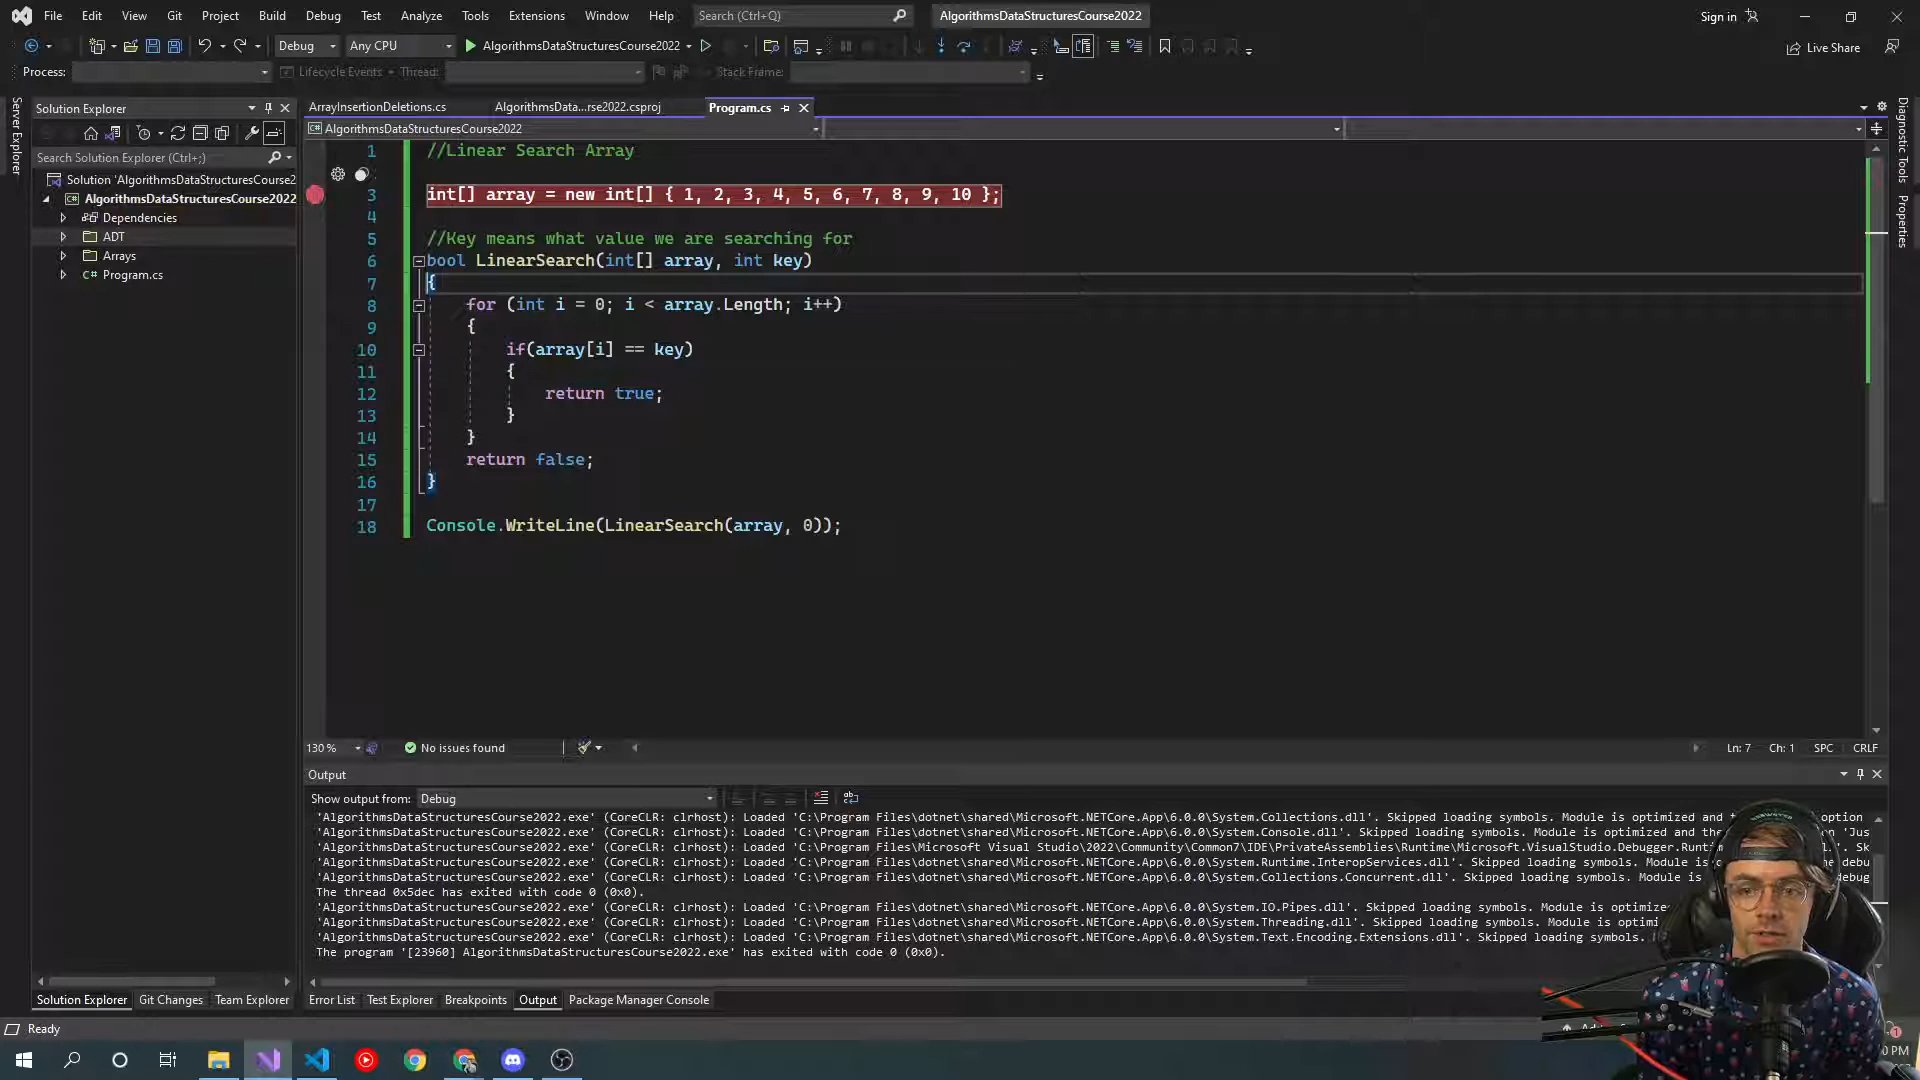 File Edit View Git Project Build Debug Test Analyze Tools Extensions Window Help Search (Ctrl+Q) AlgorithmsDataStructuresCourse2022 Sign in
Debug Any CPU AlgorithmsDataStructuresCourse2022 Live Share
Process: Lifecycle Events Thread: Stack Frame:
Server Explorer
Solution Explorer
Search Solution Explorer (Ctrl+;)
Solution 'AlgorithmsDataStructuresCourse2
AlgorithmsDataStructuresCourse2022
Dependencies
ADT
Arrays
Program.cs
Solution Explorer Git Changes Team Explorer
ArrayInsertionDeletions.cs AlgorithmsData...rse2022.csproj Program.cs
AlgorithmsDataStructuresCourse2022
1 //Linear Search Array
3 int[] array = new int[] { 1, 2, 3, 4, 5, 6, 7, 8, 9, 10 };
4
5 //Key means what value we are searching for
6 bool LinearSearch(int[] array, int key)
7 {
8 for (int i = 0; i < array.Length; i++)
9 {
10 if(array[i] == key)
11 {
12 return true;
13 }
14 }
15 return false;
16 }
17
18 Console.WriteLine(LinearSearch(array, 0));
130 % No issues found Ln: 7 Ch: 1 SPC CRLF
Diagnostic Tools
Properties
Output
Show output from: Debug
'AlgorithmsDataStructuresCourse2022.exe' (CoreCLR: clrhost): Loaded 'C:\Program Files\dotnet\shared\Microsoft.NETCore.App\6.0.0\System.Collections.dll'. Skipped loading symbols. Module is optimized and t option
'AlgorithmsDataStructuresCourse2022.exe' (CoreCLR: clrhost): Loaded 'C:\Program Files\dotnet\shared\Microsoft.NETCore.App\6.0.0\System.Console.dll'. Skipped loading symbols. Module is optimized and the on 'Jus
'AlgorithmsDataStructuresCourse2022.exe' (CoreCLR: clrhost): Loaded 'C:\Program Files\Microsoft Visual Studio\2022\Community\Common7\IDE\PrivateAssemblies\Runtime\Microsoft.VisualStudio.Debugger.Runti l'. Sk
'AlgorithmsDataStructuresCourse2022.exe' (CoreCLR: clrhost): Loaded 'C:\Program Files\dotnet\shared\Microsoft.NETCore.App\6.0.0\System.Runtime.InteropServices.dll'. Skipped loading symbols. Module is debu
'AlgorithmsDataStructuresCourse2022.exe' (CoreCLR: clrhost): Loaded 'C:\Program Files\dotnet\shared\Microsoft.NETCore.App\6.0.0\System.Collections.Concurrent.dll'. Skipped loading symbols. Module is debug
The thread 0x5dec has exited with code 0 (0x0).
'AlgorithmsDataStructuresCourse2022.exe' (CoreCLR: clrhost): Loaded 'C:\Program Files\dotnet\shared\Microsoft.NETCore.App\6.0.0\System.IO.Pipes.dll'. Skipped loading symbols. Module is optimize
'AlgorithmsDataStructuresCourse2022.exe' (CoreCLR: clrhost): Loaded 'C:\Program Files\dotnet\shared\Microsoft.NETCore.App\6.0.0\System.Threading.dll'. Skipped loading symbols. Module is optimi
'AlgorithmsDataStructuresCourse2022.exe' (CoreCLR: clrhost): Loaded 'C:\Program Files\dotnet\shared\Microsoft.NETCore.App\6.0.0\System.Text.Encoding.Extensions.dll'. Skipped loading symbols.
The program '[23960] AlgorithmsDataStructuresCourse2022.exe' has exited with code 0 (0x0).
Error List Test Explorer Breakpoints Output Package Manager Console
Ready
1
0 PM